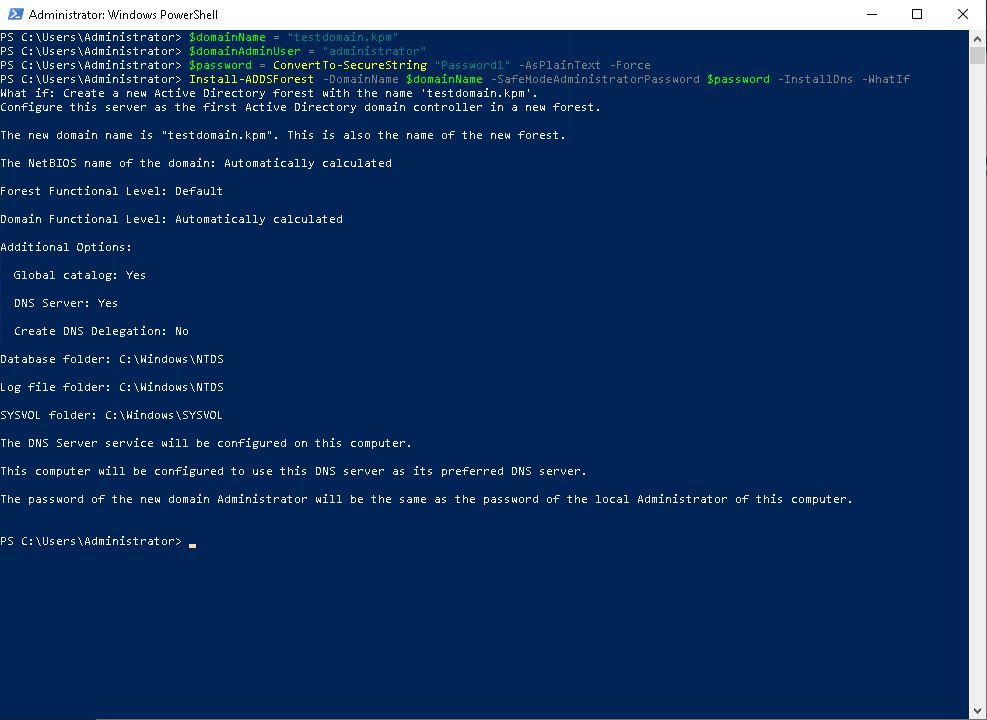 Administrator: Windows PowerShell
PS C:\Users\Administrator> $domainName = "testdomain.kpm"
PS C:\Users\Administrator> $domainAdminUser = "administrator"
PS C:\Users\Administrator> $password = ConvertTo-SecureString "Password1" -AsPlainText -Force
PS C:\Users\Administrator> Install-ADDSForest -DomainName $domainName -SafeModeAdministratorPassword $password -InstallDns -WhatIf
What if: Create a new Active Directory forest with the name 'testdomain.kpm'.
Configure this server as the first Active Directory domain controller in a new forest.
The new domain name is "testdomain.kpm". This is also the name of the new forest.
The NetBIOS name of the domain: Automatically calculated
Forest Functional Level: Default
Domain Functional Level: Automatically calculated
Additional Options:
  Global catalog: Yes
  DNS Server: Yes
  Create DNS Delegation: No
Database folder: C:\Windows\NTDS
Log file folder: C:\Windows\NTDS
SYSVOL folder: C:\Windows\SYSVOL
The DNS Server service will be configured on this computer.
This computer will be configured to use this DNS server as its preferred DNS server.
The password of the new domain Administrator will be the same as the password of the local Administrator of this computer.
PS C:\Users\Administrator>